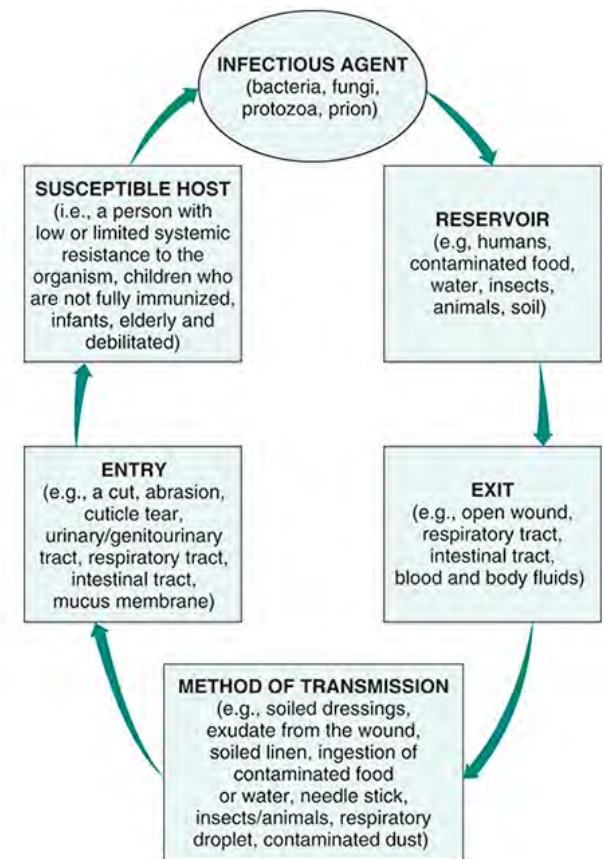 INFECTIOUS AGENT
(bacteria, fungi,
protozoa, prion)
RESERVOIR
(e.g, humans,
contaminated food,
water, insects,
animals, soil)
EXIT
(e.g., open wound,
respiratory tract,
intestinal tract,
blood and body fluids)
METHOD OF TRANSMISSION
(e.g., soiled dressings,
exudate from the wound,
soiled linen, ingestion of
contaminated food
or water, needle stick,
insects/animals, respiratory
droplet, contaminated dust)
ENTRY
(e.g., a cut, abrasion,
cuticle tear,
urinary/genitourinary
tract, respiratory tract,
intestinal tract,
mucus membrane)
SUSCEPTIBLE HOST
(i.e., a person with
low or limited systemic
resistance to the
organism, children who
are not fully immunized,
infants, elderly and
debilitated)